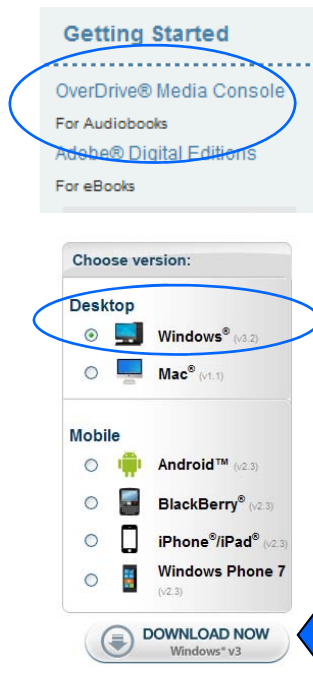 Getting Started
OverDrive® Media Console
For Audiobooks
Adobe® Digital Editions
For eBooks
Choose version:
Desktop
Windows® (v3.2)
Mac® (v1.1)
Mobile
Android™ (v2.3)
BlackBerry® (v2.3)
iPhone®/iPad® (v2.3)
Windows Phone 7
(v2.3)
DOWNLOAD NOW
Windows® v3